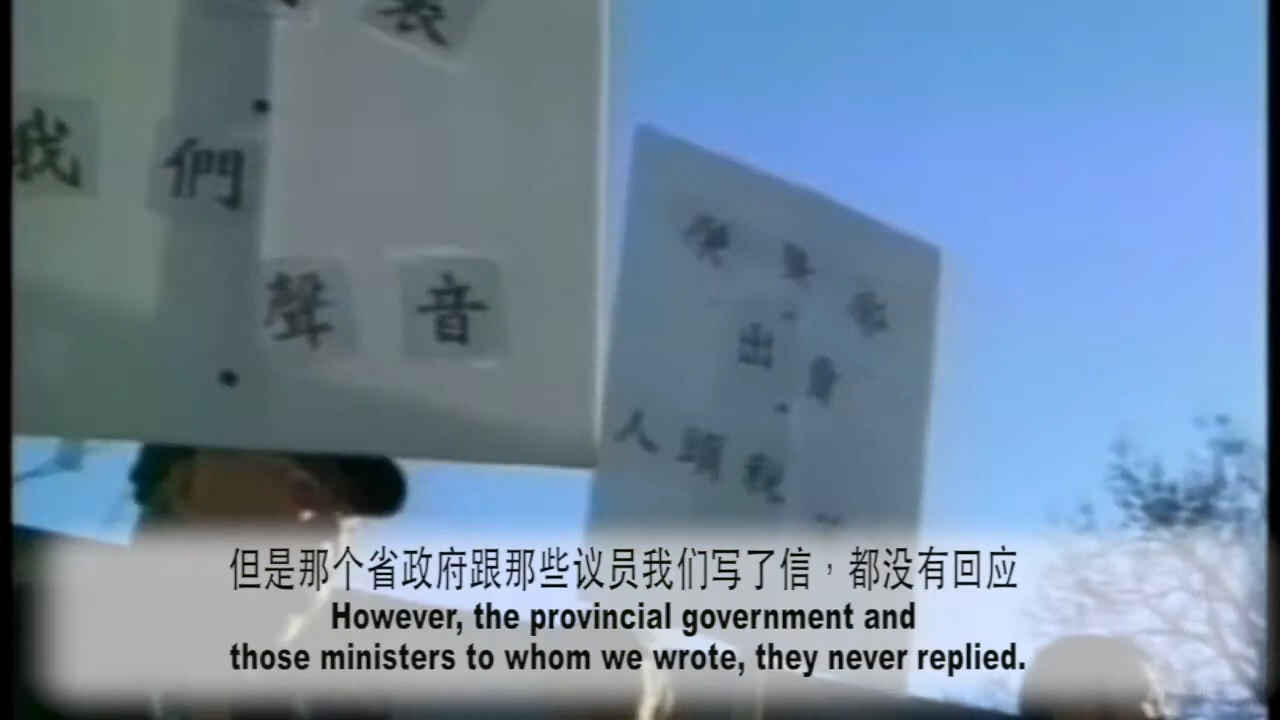 表
我們
聲音
出賣
人頭稅
但是那个省政府跟那些议员我们写了信，都没有回应
However, the provincial government and
those ministers to whom we wrote, they never replied.